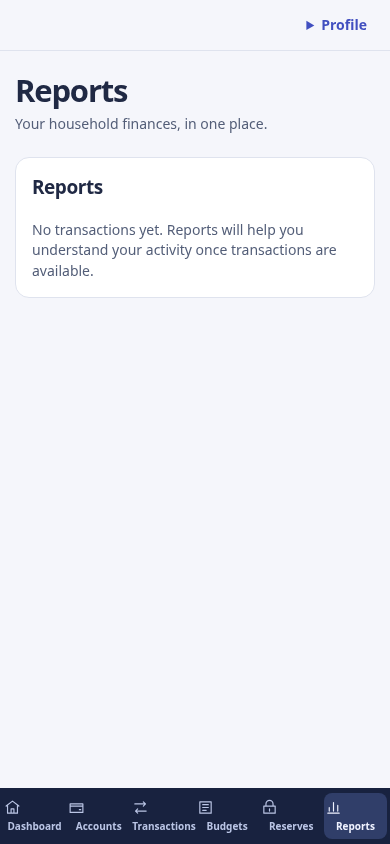 Profile
Reports
Your household finances, in one place.
Reports
No transactions yet. Reports will help you
understand your activity once transactions are
available.
Dashboard Accounts Transactions Budgets Reserves Reports